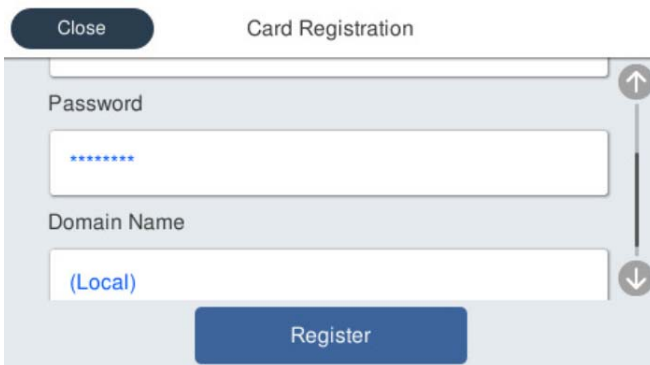 Close
Card Registration
Password
********
Domain Name
(Local)
Register